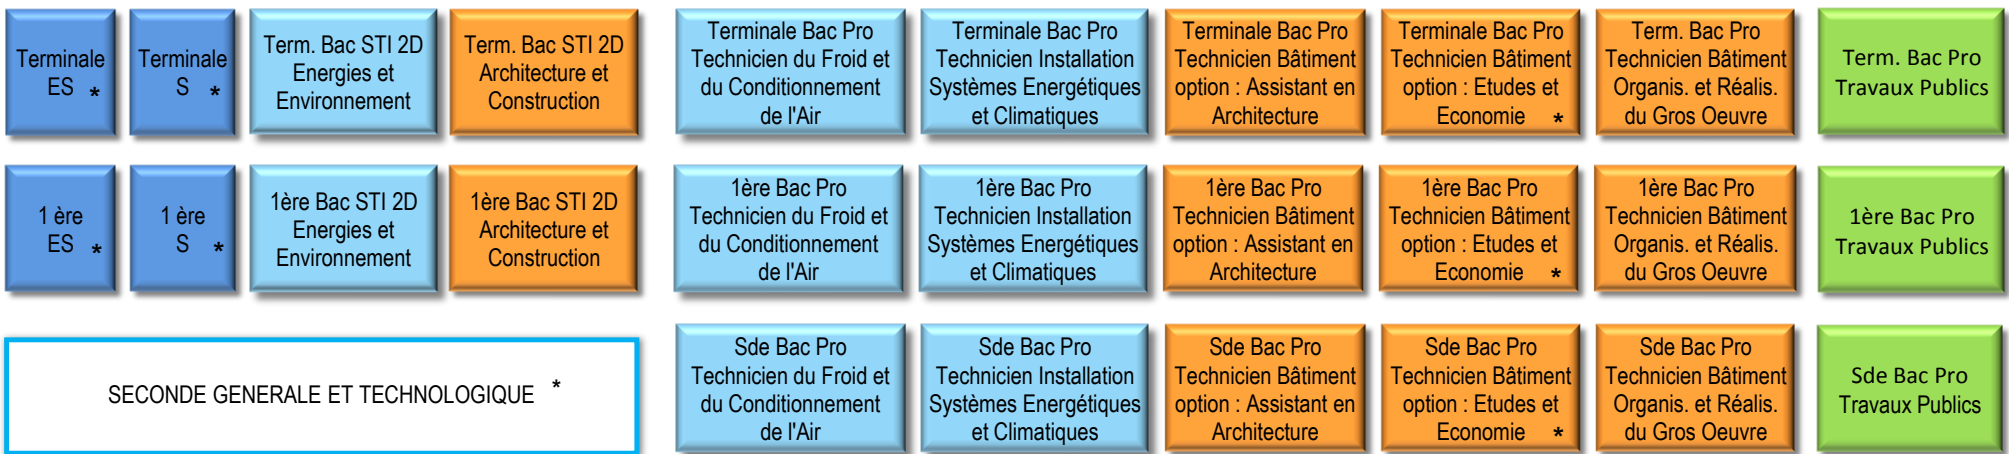 Terminale
ES *
Terminale
S *
Term. Bac STI 2D
Energies et
Environnement
Term. Bac STI 2D
Architecture et
Construction
Terminale Bac Pro
Technicien du Froid et
du Conditionnement
de l'Air
Terminale Bac Pro
Technicien Installation
Systèmes Energétiques
et Climatiques
Terminale Bac Pro
Technicien Bâtiment
option : Assistant en
Architecture
Terminale Bac Pro
Technicien Bâtiment
option : Etudes et
Economie *
Term. Bac Pro
Technicien Bâtiment
Organis. et Réalis.
du Gros Oeuvre
Term. Bac Pro
Travaux Publics
1 ère
ES *
1 ère
S *
1ère Bac STI 2D
Energies et
Environnement
1ère Bac STI 2D
Architecture et
Construction
1ère Bac Pro
Technicien du Froid et
du Conditionnement
de l'Air
1ère Bac Pro
Technicien Installation
Systèmes Energétiques
et Climatiques
1ère Bac Pro
Technicien Bâtiment
option : Assistant en
Architecture
1ère Bac Pro
Technicien Bâtiment
option : Etudes et
Economie *
1ère Bac Pro
Technicien Bâtiment
Organis. et Réalis.
du Gros Oeuvre
1ère Bac Pro
Travaux Publics
SECONDE GENERALE ET TECHNOLOGIQUE *
Sde Bac Pro
Technicien du Froid et
du Conditionnement
de l'Air
Sde Bac Pro
Technicien Installation
Systèmes Energétiques
et Climatiques
Sde Bac Pro
Technicien Bâtiment
option : Assistant en
Architecture
Sde Bac Pro
Technicien Bâtiment
option : Etudes et
Economie *
Sde Bac Pro
Technicien Bâtiment
Organis. et Réalis.
du Gros Oeuvre
Sde Bac Pro
Travaux Publics